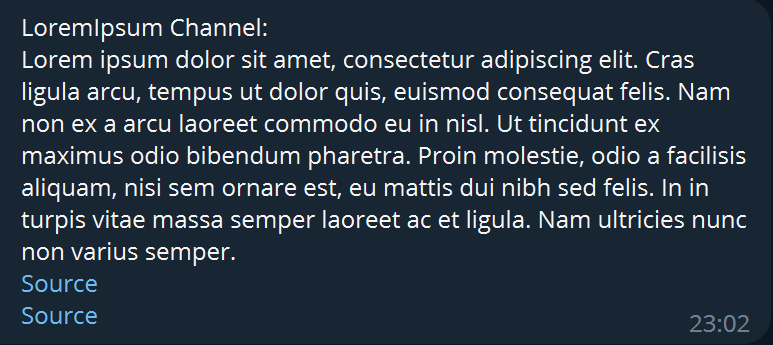 LoremIpsum Channel:
Lorem ipsum dolor sit amet, consectetur adipiscing elit. Cras
ligula arcu, tempus ut dolor quis, euismod consequat felis. Nam
non ex a arcu laoreet commodo eu in nisl. Ut tincidunt ex
maximus odio bibendum pharetra. Proin molestie, odio a facilisis
aliquam, nisi sem ornare est, eu mattis dui nibh sed felis. In in
turpis vitae massa semper laoreet ac et ligula. Nam ultricies nunc
non varius semper.
Source
Source
23:02